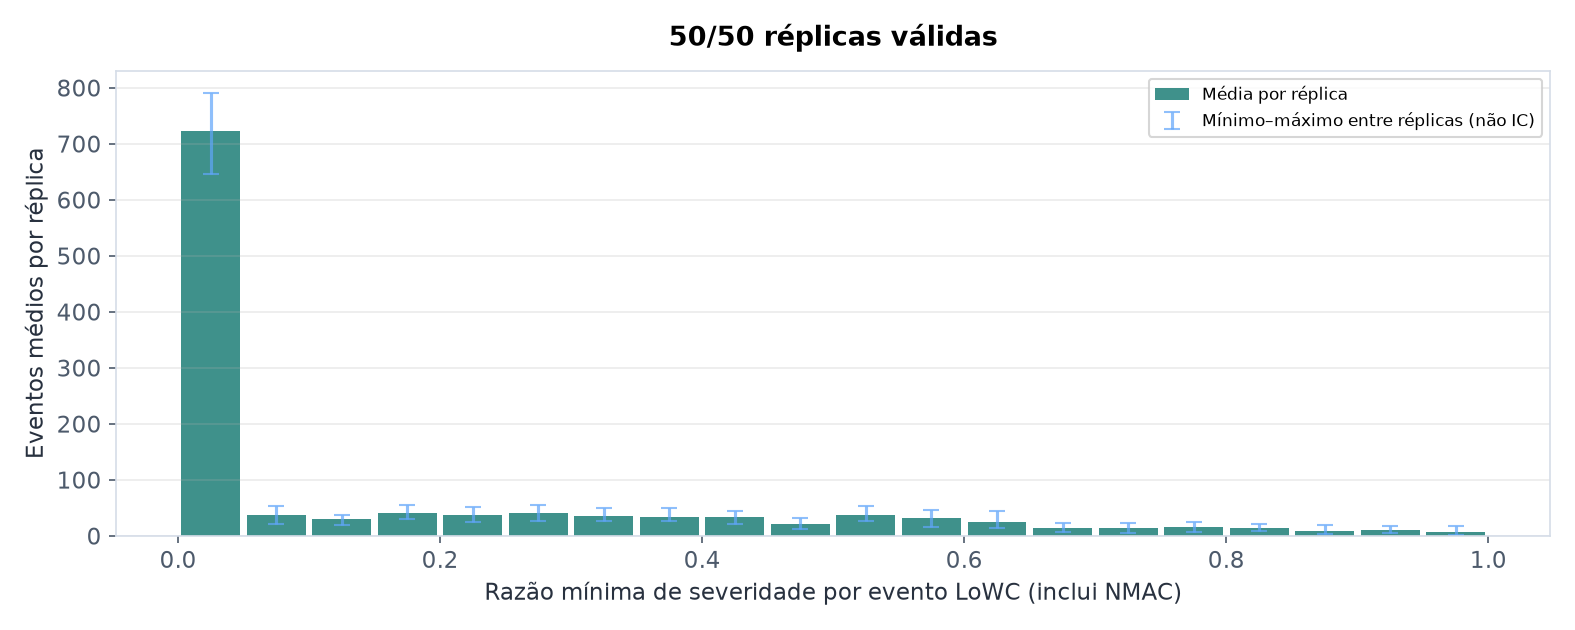 50/50 réplicas válidas
Média por réplica
Mínimo–máximo entre réplicas (não IC)
Eventos médios por réplica
800
700
600
500
400
300
200
100
0
0.0 0.2 0.4 0.6 0.8 1.0
Razão mínima de severidade por evento LoWC (inclui NMAC)